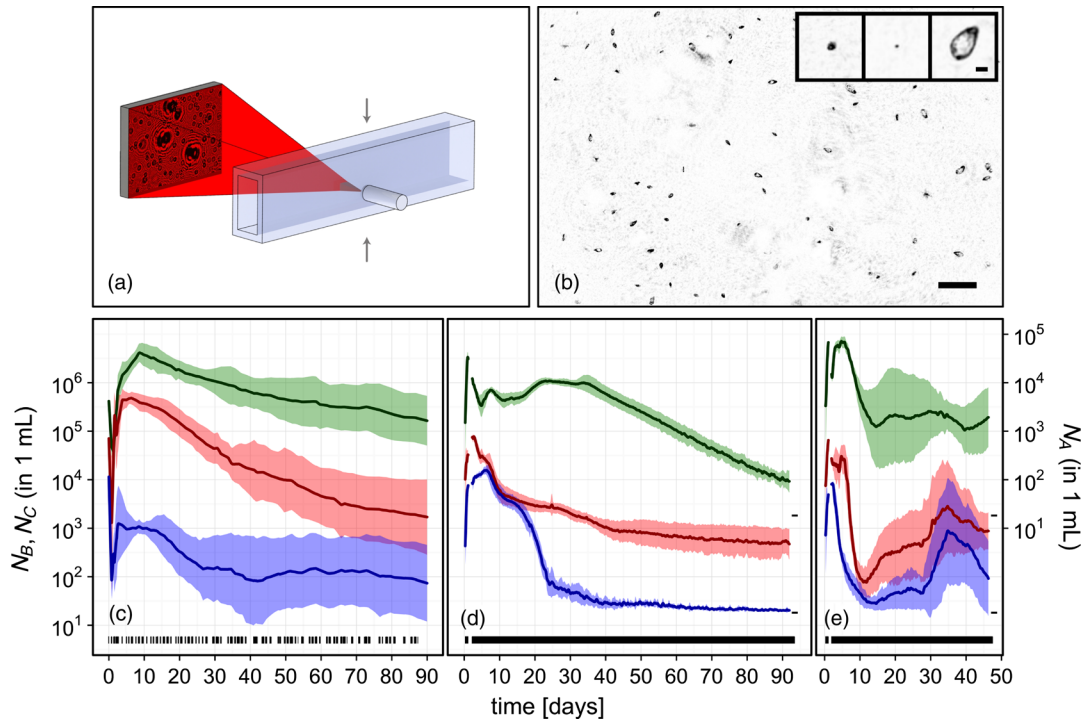 (a)
(b)
N_B, N_C (in 1 mL)
10^6
10^5
10^4
10^3
10^2
10^1
(c)
(d)
(e)
10^5
10^4
10^3
10^2
10^1
N_A (in 1 mL)
0 10 20 30 40 50 60 70 80 90
0 10 20 30 40 50 60 70 80 90
0 10 20 30 40 50
time [days]